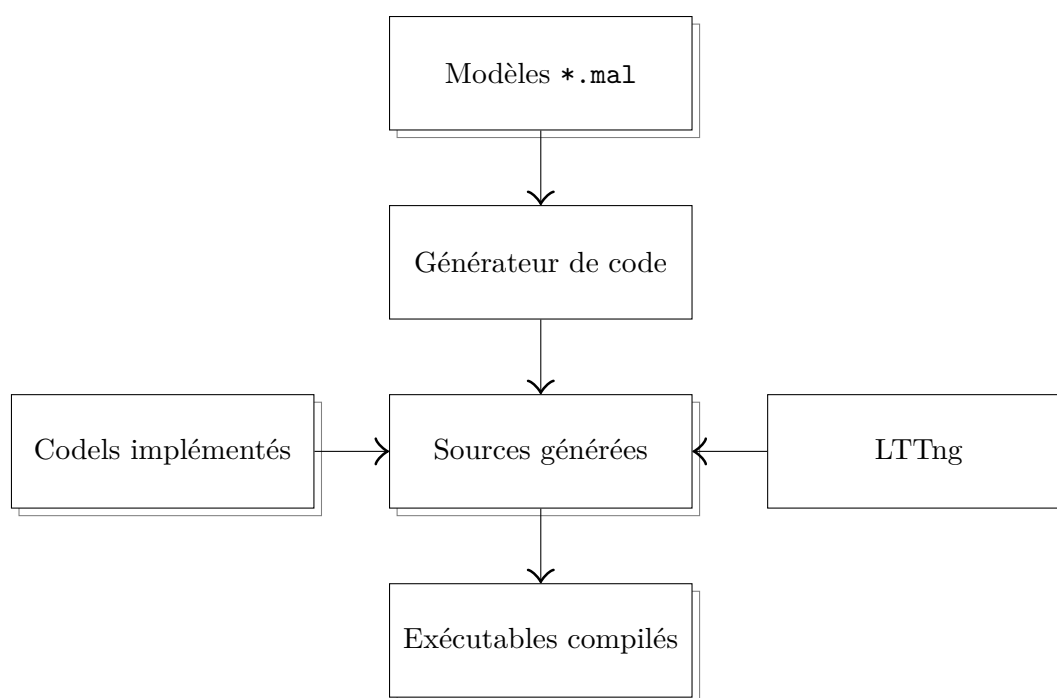 Modèles *.mal
Générateur de code
Codels implémentés
Sources générées
LTTng
Exécutables compilés